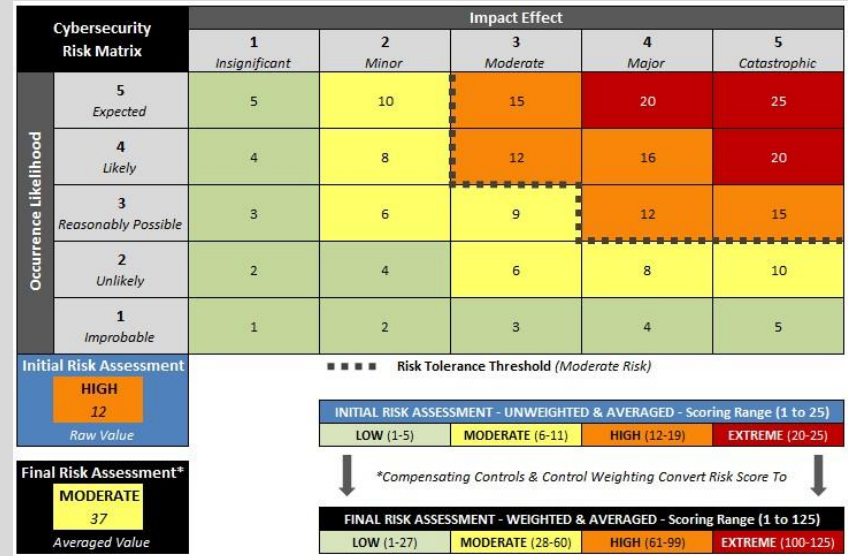 Cybersecurity
Risk Matrix
Impact Effect
1 2 3 4 5
Insignificant Minor Moderate Major Catastrophic
Occurrence Likelihood
5
Expected
5 10 15 20 25
4
Likely
4 8 12 16 20
3
Reasonably Possible
3 6 9 12 15
2
Unlikely
2 4 6 8 10
1
Improbable
1 2 3 4 5
Initial Risk Assessment
HIGH
12
Raw Value
Risk Tolerance Threshold (Moderate Risk)
INITIAL RISK ASSESSMENT - UNWEIGHTED & AVERAGED - Scoring Range (1 to 25)
LOW (1-5) MODERATE (6-11) HIGH (12-19) EXTREME (20-25)
Final Risk Assessment*
MODERATE
37
Averaged Value
*Compensating Controls & Control Weighting Convert Risk Score To
FINAL RISK ASSESSMENT - WEIGHTED & AVERAGED - Scoring Range (1 to 125)
LOW (1-27) MODERATE (28-60) HIGH (61-99) EXTREME (100-125)